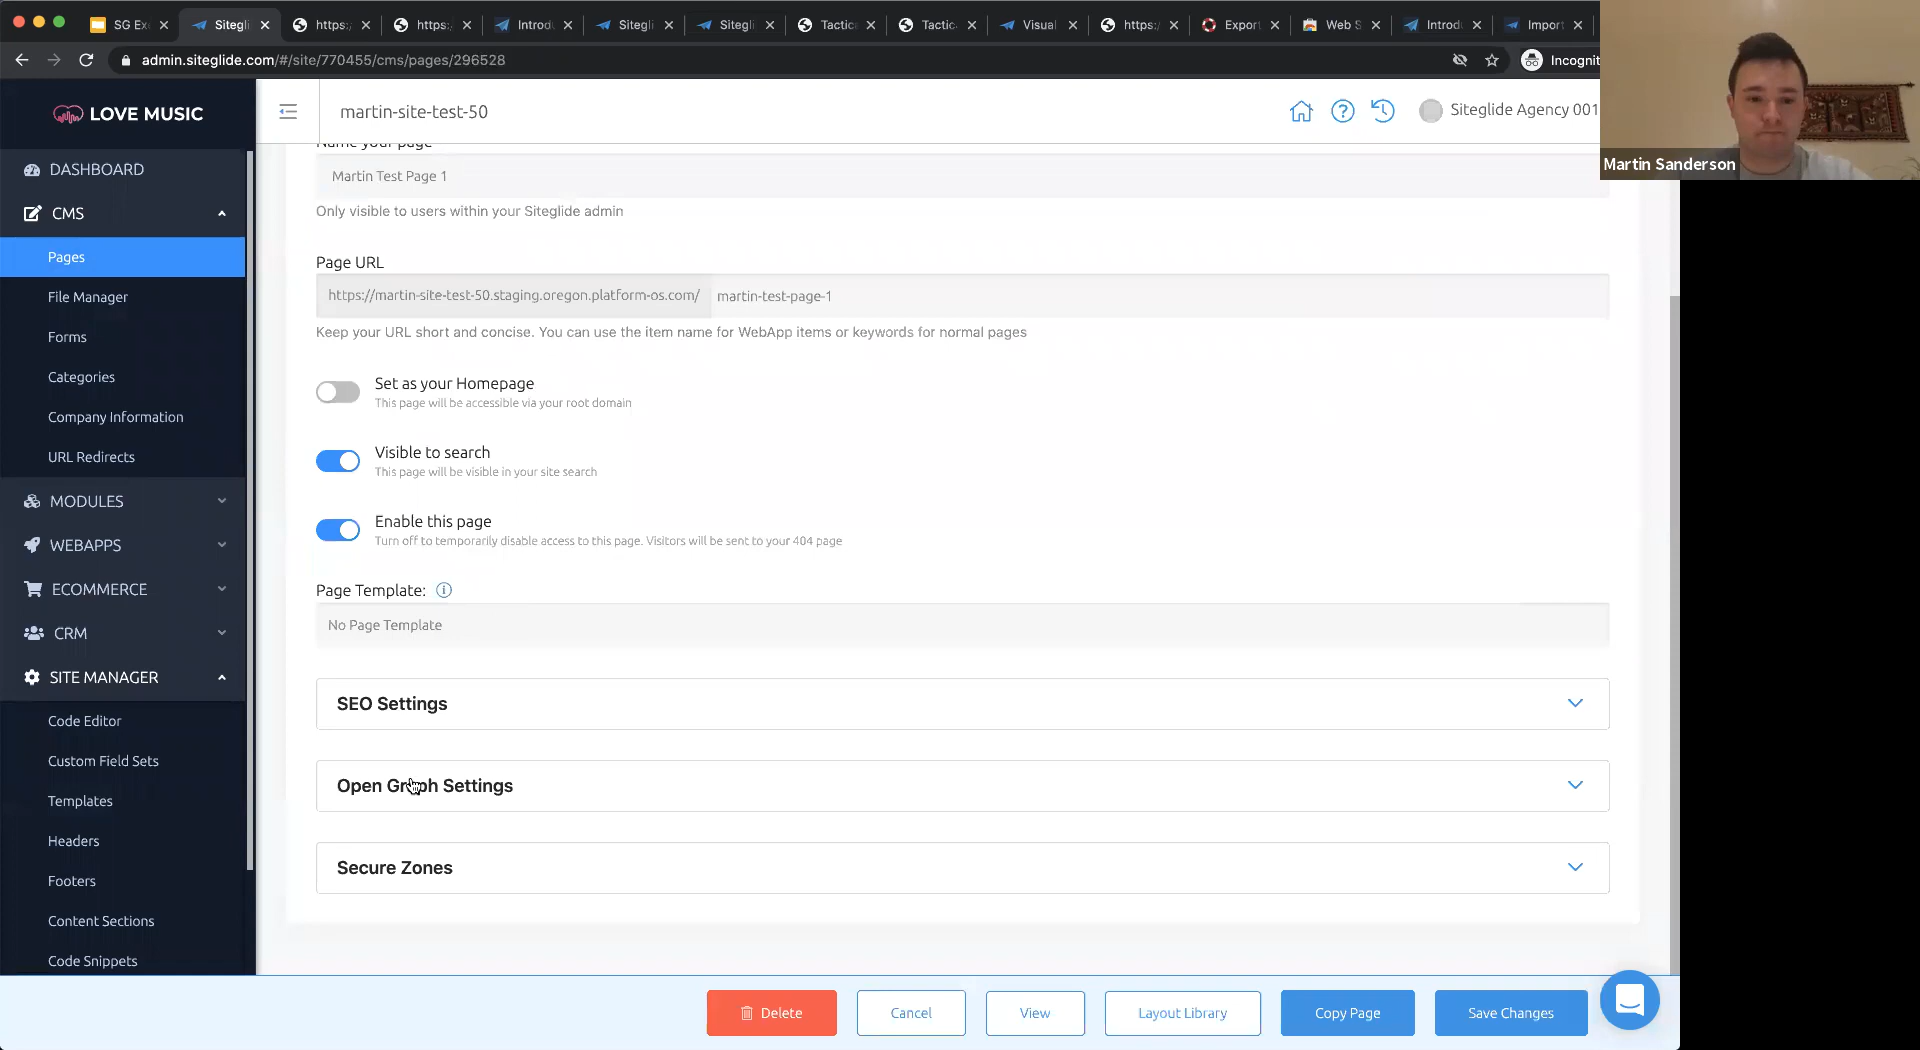 SG Ex
Sitegli
https:/
https:/
Introdu
Sitegli
Sitegli
Tactica
Tactic
Visual
https:/
Export
Web S
Introdu
Import
admin.siteglide.com/#/site/770455/cms/pages/296528
Incognit
LOVE MUSIC
martin-site-test-50
Siteglide Agency 001
Martin Sanderson
DASHBOARD
CMS
Pages
File Manager
Forms
Categories
Company Information
URL Redirects
MODULES
WEBAPPS
ECOMMERCE
CRM
SITE MANAGER
Code Editor
Custom Field Sets
Templates
Headers
Footers
Content Sections
Code Snippets
Name your page
Martin Test Page 1
Only visible to users within your Siteglide admin
Page URL
https://martin-site-test-50.staging.oregon.platform-os.com/ martin-test-page-1
Keep your URL short and concise. You can use the item name for WebApp items or keywords for normal pages
Set as your Homepage
This page will be accessible via your root domain
Visible to search
This page will be visible in your site search
Enable this page
Turn off to temporarily disable access to this page. Visitors will be sent to your 404 page
Page Template:
No Page Template
SEO Settings
Open Graph Settings
Secure Zones
Delete
Cancel
View
Layout Library
Copy Page
Save Changes